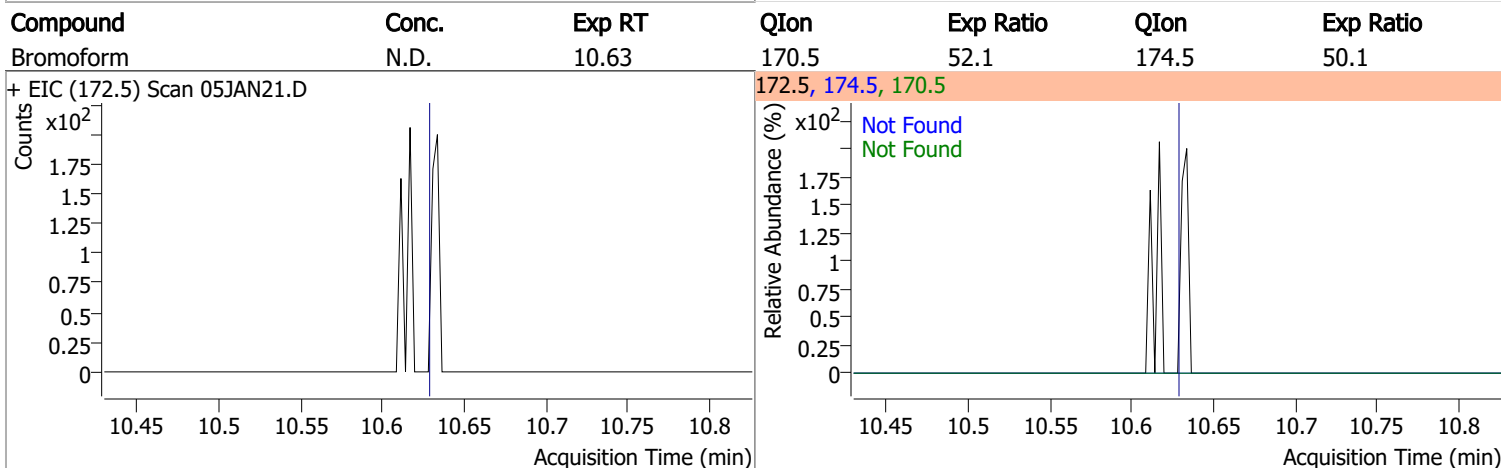 Compound Conc. Exp RT QIon Exp Ratio QIon Exp Ratio
Bromoform N.D. 10.63 170.5 52.1 174.5 50.1
+ EIC (172.5) Scan 05JAN21.D
Counts
x10²
1.75
1.5
1.25
1
0.75
0.5
0.25
0
10.45 10.5 10.55 10.6 10.65 10.7 10.75 10.8
Acquisition Time (min)
172.5, 174.5, 170.5
Relative Abundance (%)
x10²
Not Found
Not Found
1.75
1.5
1.25
1
0.75
0.5
0.25
0
10.45 10.5 10.55 10.6 10.65 10.7 10.75 10.8
Acquisition Time (min)